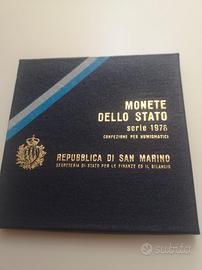 MONETE
DELLO STATO
serie 1978
CONFEZIONE PER NUMISMATICI
REPUBBLICA DI SAN MARINO
SEGRETERIA DI STATO PER LE FINANZE ED IL BILANCIO
subito